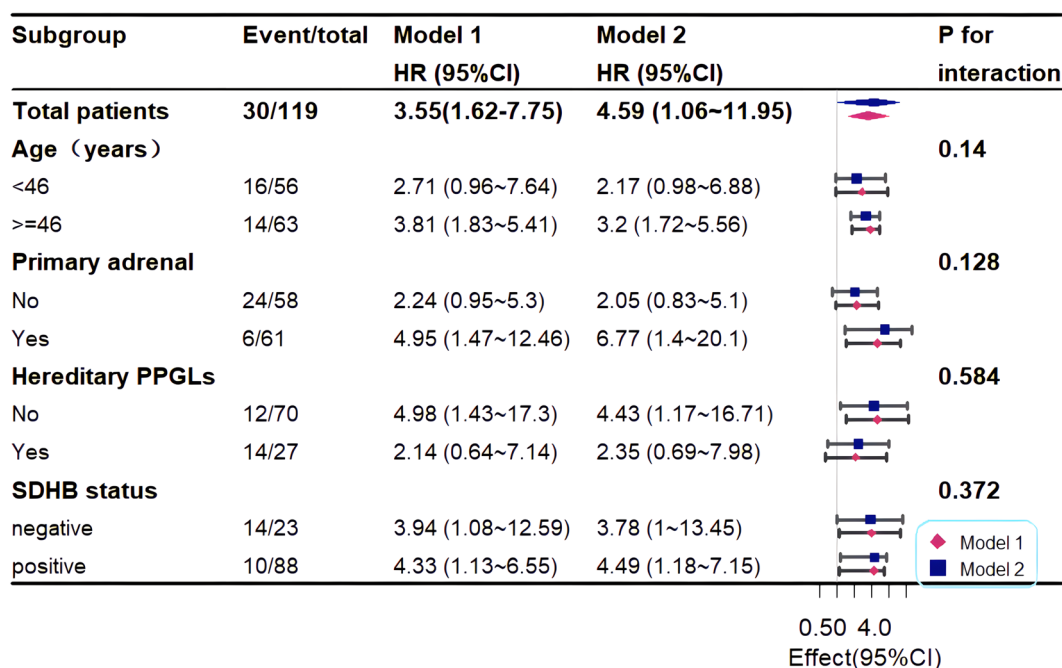 Subgroup Event/total Model 1 Model 2 P for
HR (95%CI) HR (95%CI) interaction
Total patients 30/119 3.55(1.62-7.75) 4.59 (1.06~11.95)
Age（years） 0.14
<46 16/56 2.71 (0.96~7.64) 2.17 (0.98~6.88)
>=46 14/63 3.81 (1.83~5.41) 3.2 (1.72~5.56)
Primary adrenal 0.128
No 24/58 2.24 (0.95~5.3) 2.05 (0.83~5.1)
Yes 6/61 4.95 (1.47~12.46) 6.77 (1.4~20.1)
Hereditary PPGLs 0.584
No 12/70 4.98 (1.43~17.3) 4.43 (1.17~16.71)
Yes 14/27 2.14 (0.64~7.14) 2.35 (0.69~7.98)
SDHB status 0.372
negative 14/23 3.94 (1.08~12.59) 3.78 (1~13.45)
positive 10/88 4.33 (1.13~6.55) 4.49 (1.18~7.15)
Model 1
Model 2
0.50 4.0
Effect(95%CI)